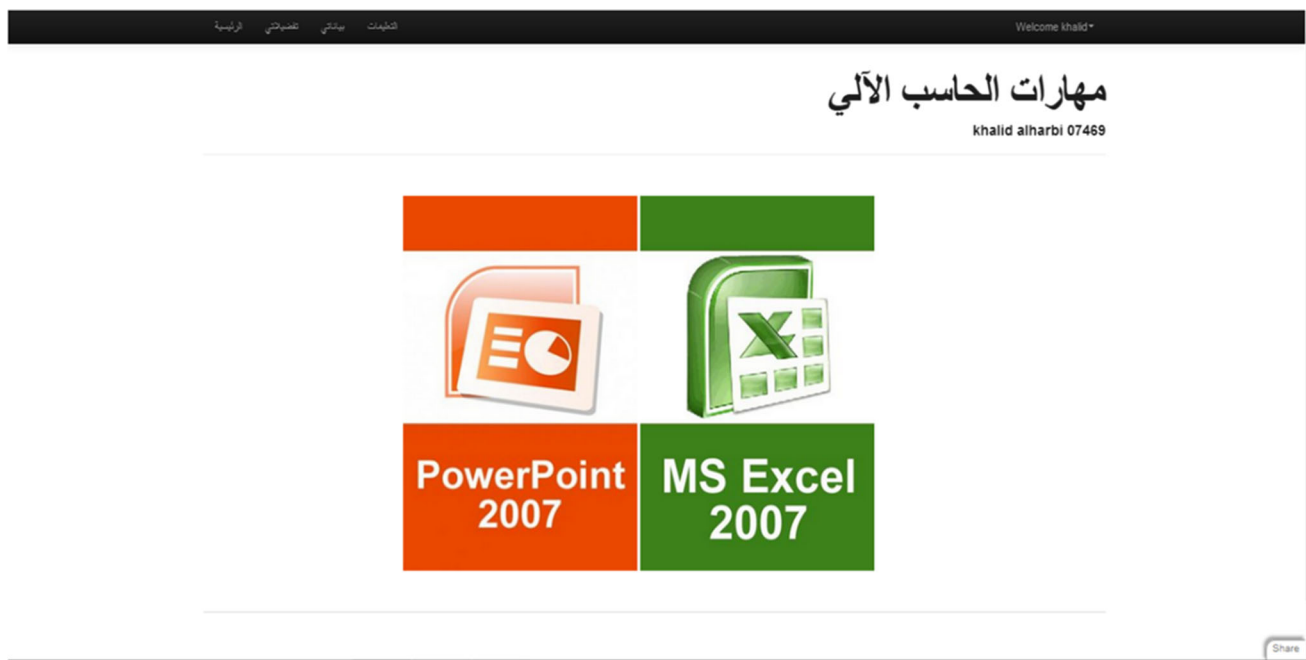 الرئيسية تفضيلاتي بياناتي التعليمات
Welcome khalid
مهارات الحاسب الآلي
khalid alharbi 07469
PowerPoint
2007
MS Excel
2007
Share